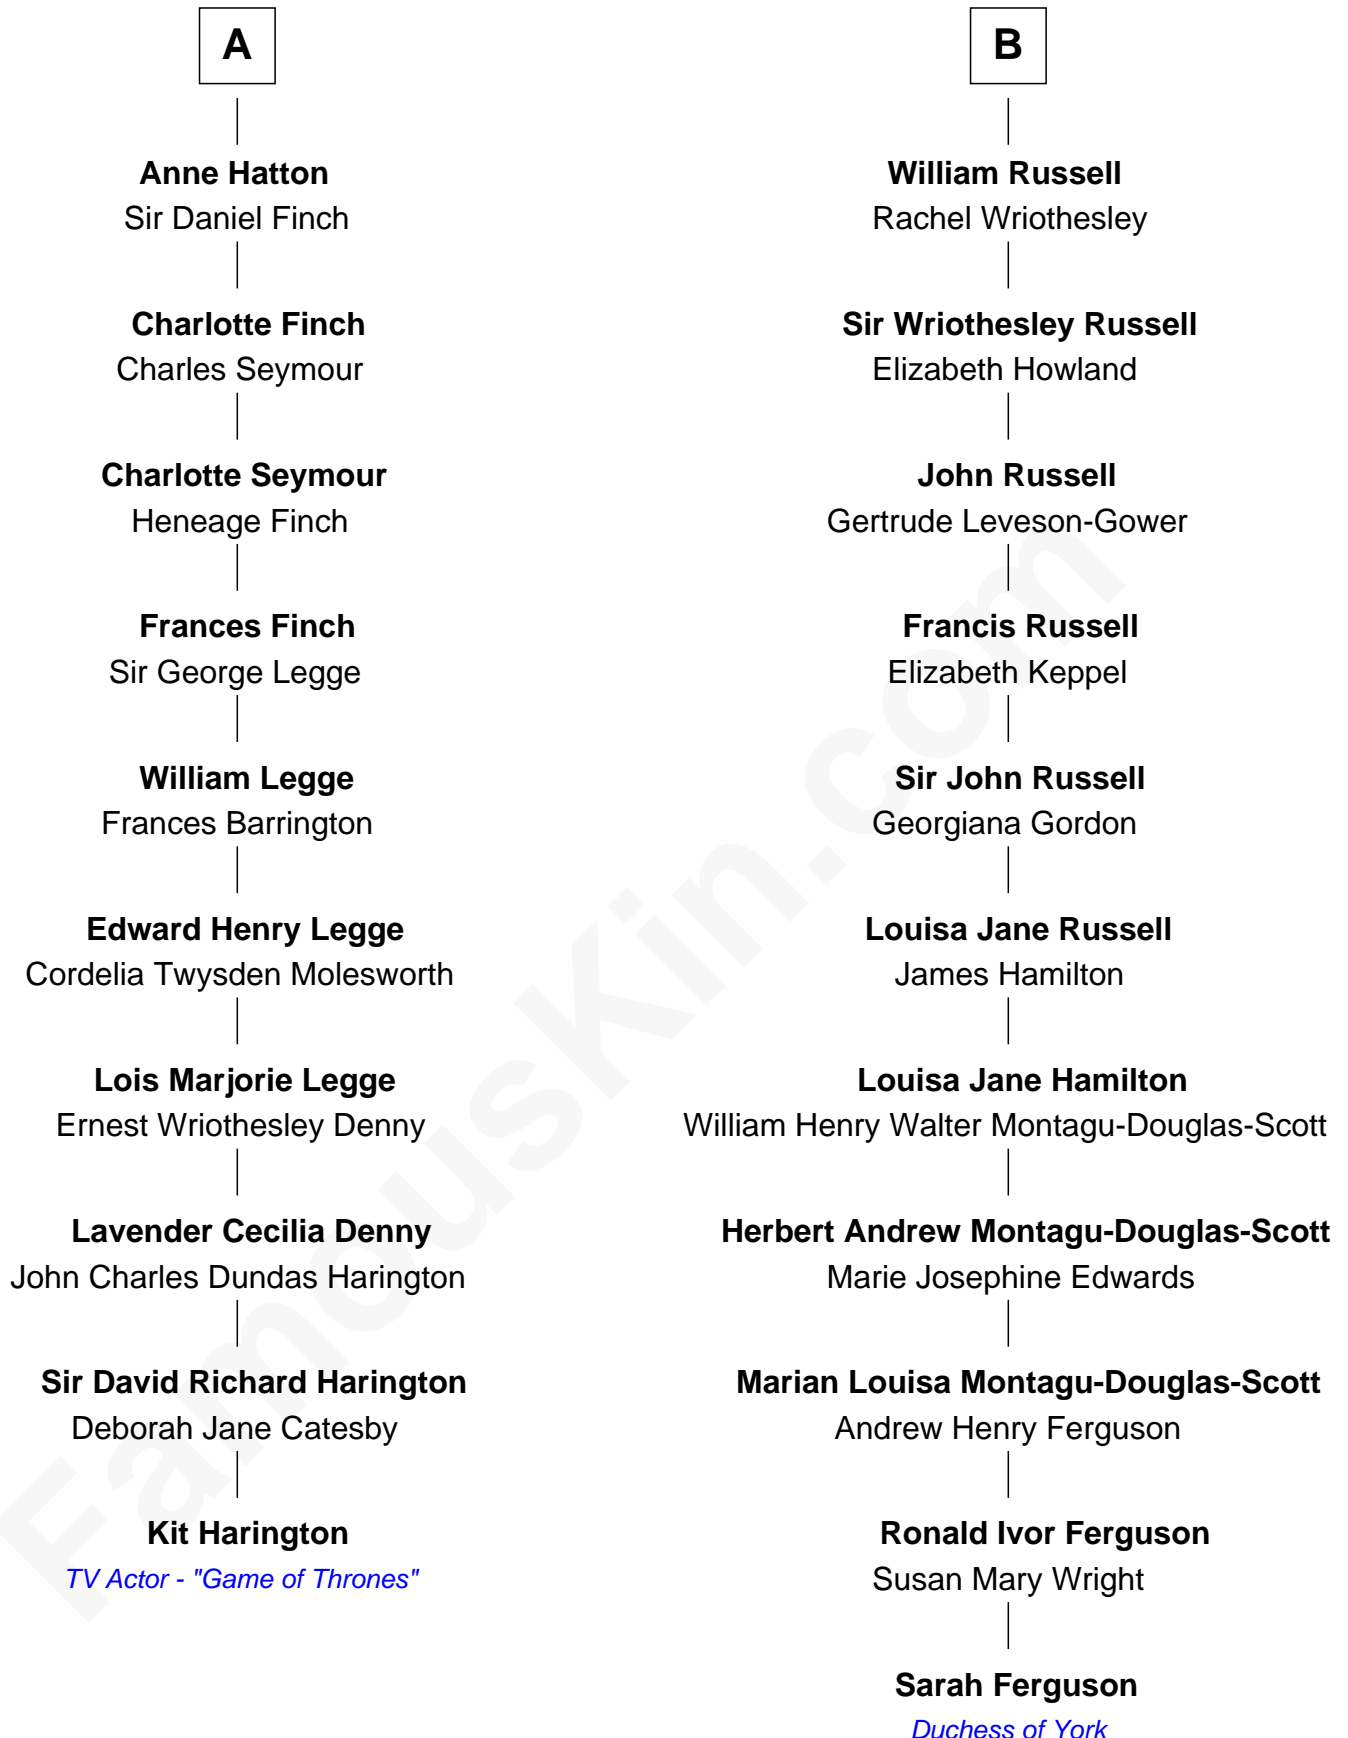 A
Anne Hatton
Sir Daniel Finch
Charlotte Finch
Charles Seymour
Charlotte Seymour
Heneage Finch
Frances Finch
Sir George Legge
William Legge
Frances Barrington
Edward Henry Legge
Cordelia Twysden Molesworth
Lois Marjorie Legge
Ernest Wriothesley Denny
Lavender Cecilia Denny
John Charles Dundas Harington
Sir David Richard Harington
Deborah Jane Catesby
Kit Harington
TV Actor - "Game of Thrones"
B
William Russell
Rachel Wriothesley
Sir Wriothesley Russell
Elizabeth Howland
John Russell
Gertrude Leveson-Gower
Francis Russell
Elizabeth Keppel
Sir John Russell
Georgiana Gordon
Louisa Jane Russell
James Hamilton
Louisa Jane Hamilton
William Henry Walter Montagu-Douglas-Scott
Herbert Andrew Montagu-Douglas-Scott
Marie Josephine Edwards
Marian Louisa Montagu-Douglas-Scott
Andrew Henry Ferguson
Ronald Ivor Ferguson
Susan Mary Wright
Sarah Ferguson
Duchess of York
FamousKin.com